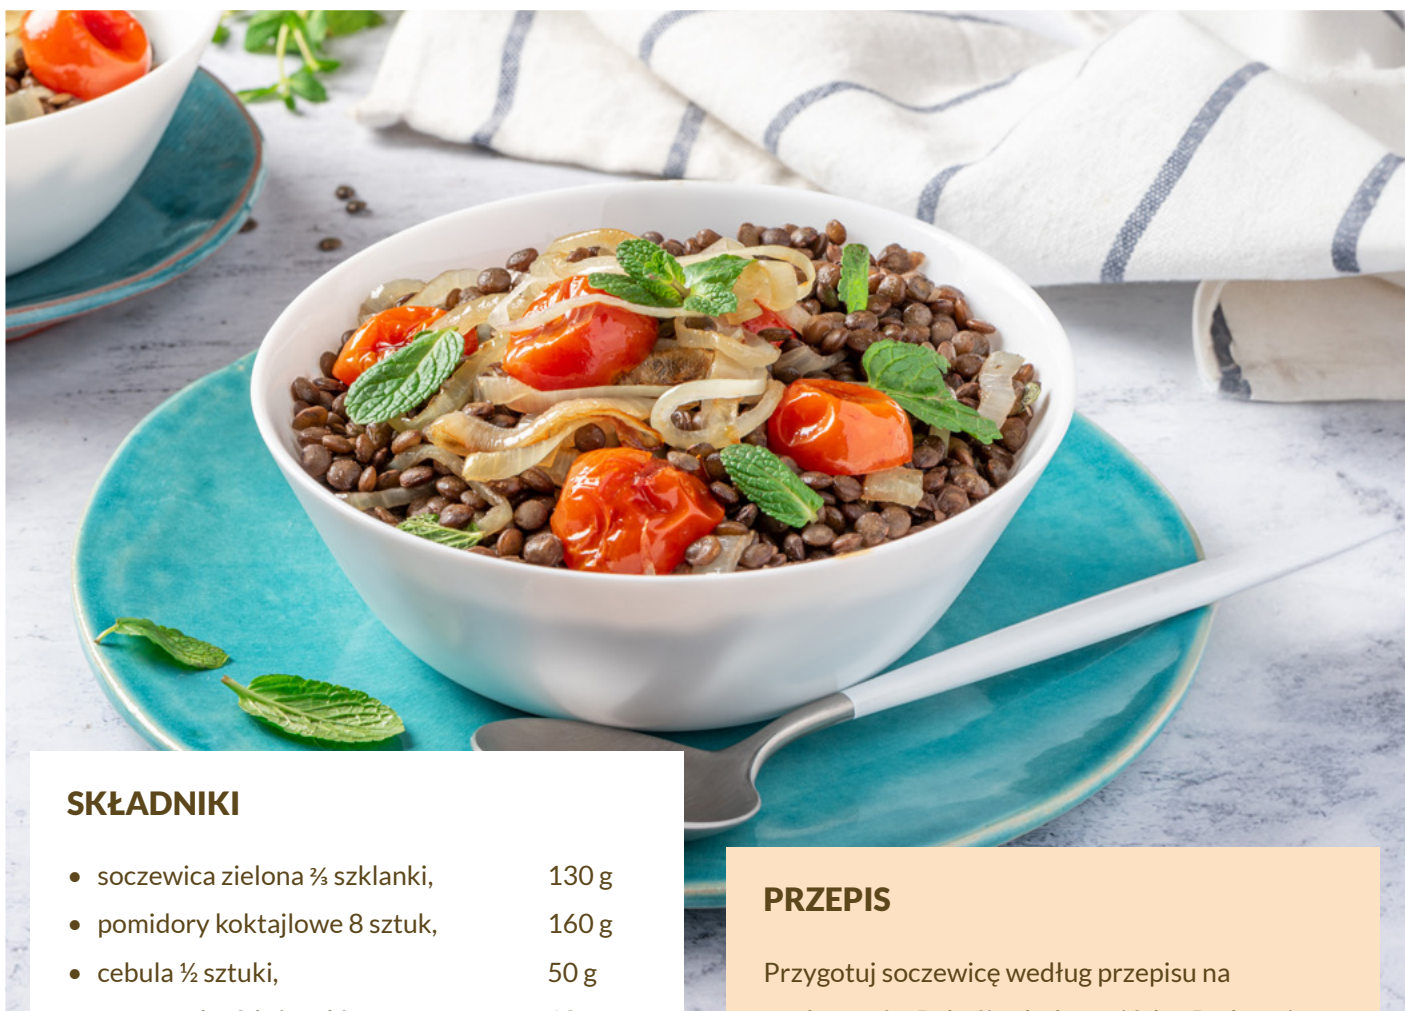 SKŁADNIKI
• soczewica zielona ⅔ szklanki, 130 g
• pomidory koktajlowe 8 sztuk, 160 g
• cebula ½ sztuki, 50 g
PRZEPIS
Przygotuj soczewicę według przepisu na